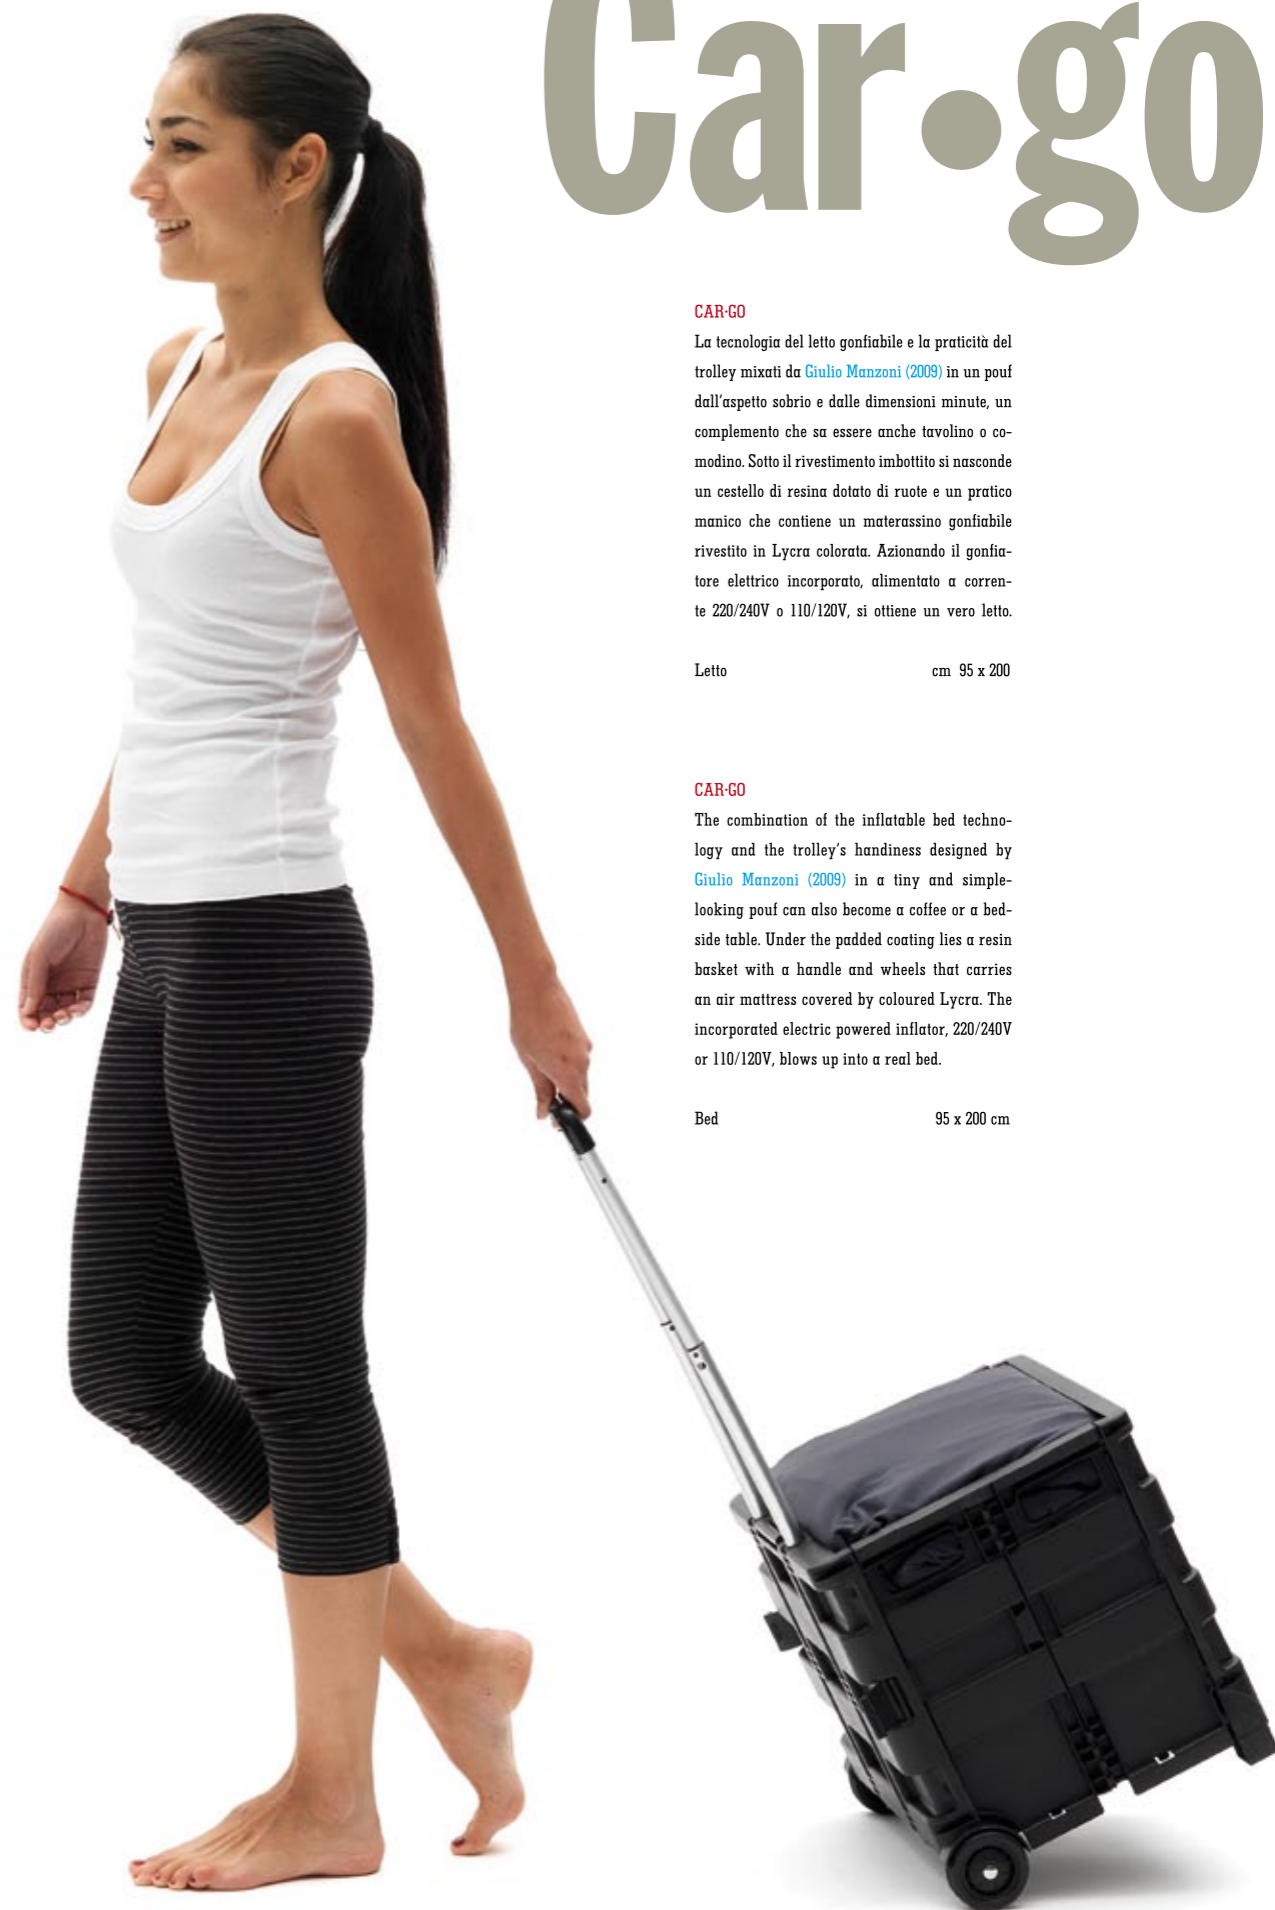 Car•go
CAR·GO
La tecnologia del letto gonfiabile e la praticità del
trolley mixati da Giulio Manzoni (2009) in un pouf
dall'aspetto sobrio e dalle dimensioni minute, un
complemento che sa essere anche tavolino o co-
modino. Sotto il rivestimento imbottito si nasconde
un cestello di resina dotato di ruote e un pratico
manico che contiene un materassino gonfiabile
rivestito in Lycra colorata. Azionando il gonfia-
tore elettrico incorporato, alimentato a corren-
te 220/240V o 110/120V, si ottiene un vero letto.
Letto cm 95 x 200
CAR·GO
The combination of the inflatable bed techno-
logy and the trolley's handiness designed by
Giulio Manzoni (2009) in a tiny and simple-
looking pouf can also become a coffee or a bed-
side table. Under the padded coating lies a resin
basket with a handle and wheels that carries
an air mattress covered by coloured Lycra. The
incorporated electric powered inflator, 220/240V
or 110/120V, blows up into a real bed.
Bed 95 x 200 cm